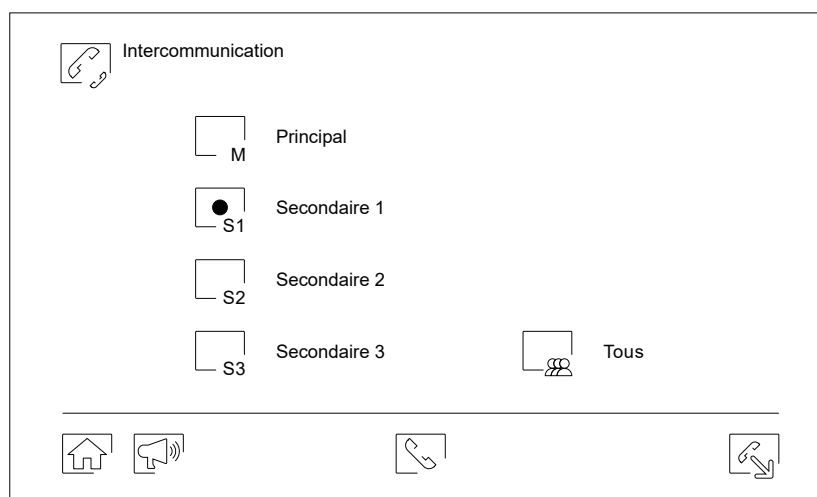 Intercommunication
M Principal
S1 Secondaire 1
S2 Secondaire 2
S3 Secondaire 3 Tous